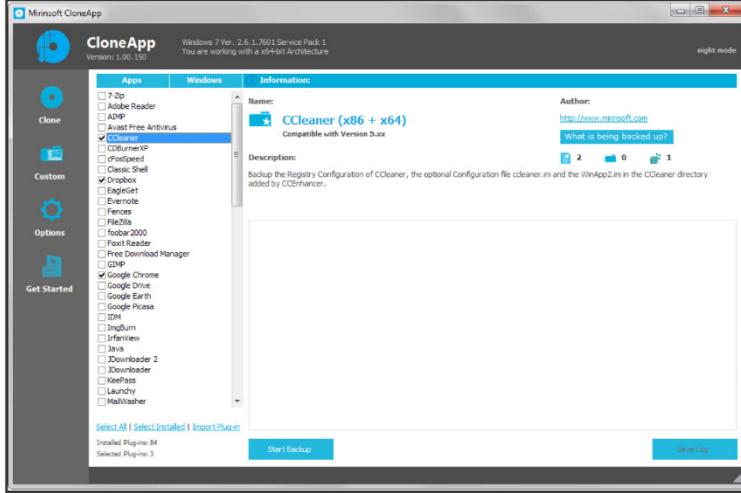 Mirinsoft CloneApp
CloneApp
Version: 1.00.150
Windows 7 Ver. 2.6.1.7601 Service Pack 1
You are working with a x64-bit Architecture
night mode
Clone
Custom
Options
Get Started
Apps
Windows
7-Zip
Adobe Reader
AIMP
Avast Free Antivirus
CCleaner
CDBurnerXP
cFosSpeed
Classic Shell
Dropbox
EagleGet
Evernote
Fences
FileZilla
foobar2000
Foxit Reader
Free Download Manager
GIMP
Google Chrome
Google Drive
Google Earth
Google Picasa
IDM
ImgBurn
IrfanView
Java
JDownloader 2
JDownloader
KeePass
Launchy
MailWasher
Select All | Select Installed | Import Plug-in
Installed Plug-ins: 84
Selected Plug-ins: 3
Information:
Name:
CCleaner (x86 + x64)
Compatible with Version 5.xx
Author:
http://www.mirinsoft.com
What is being backed up?
2 0 1
Description:
Backup the Registry Configuration of CCleaner, the optional Configuration file ccleaner.ini and the WinApp2.ini in the CCleaner directory
added by CCEnhancer.
Start Backup
Save Log